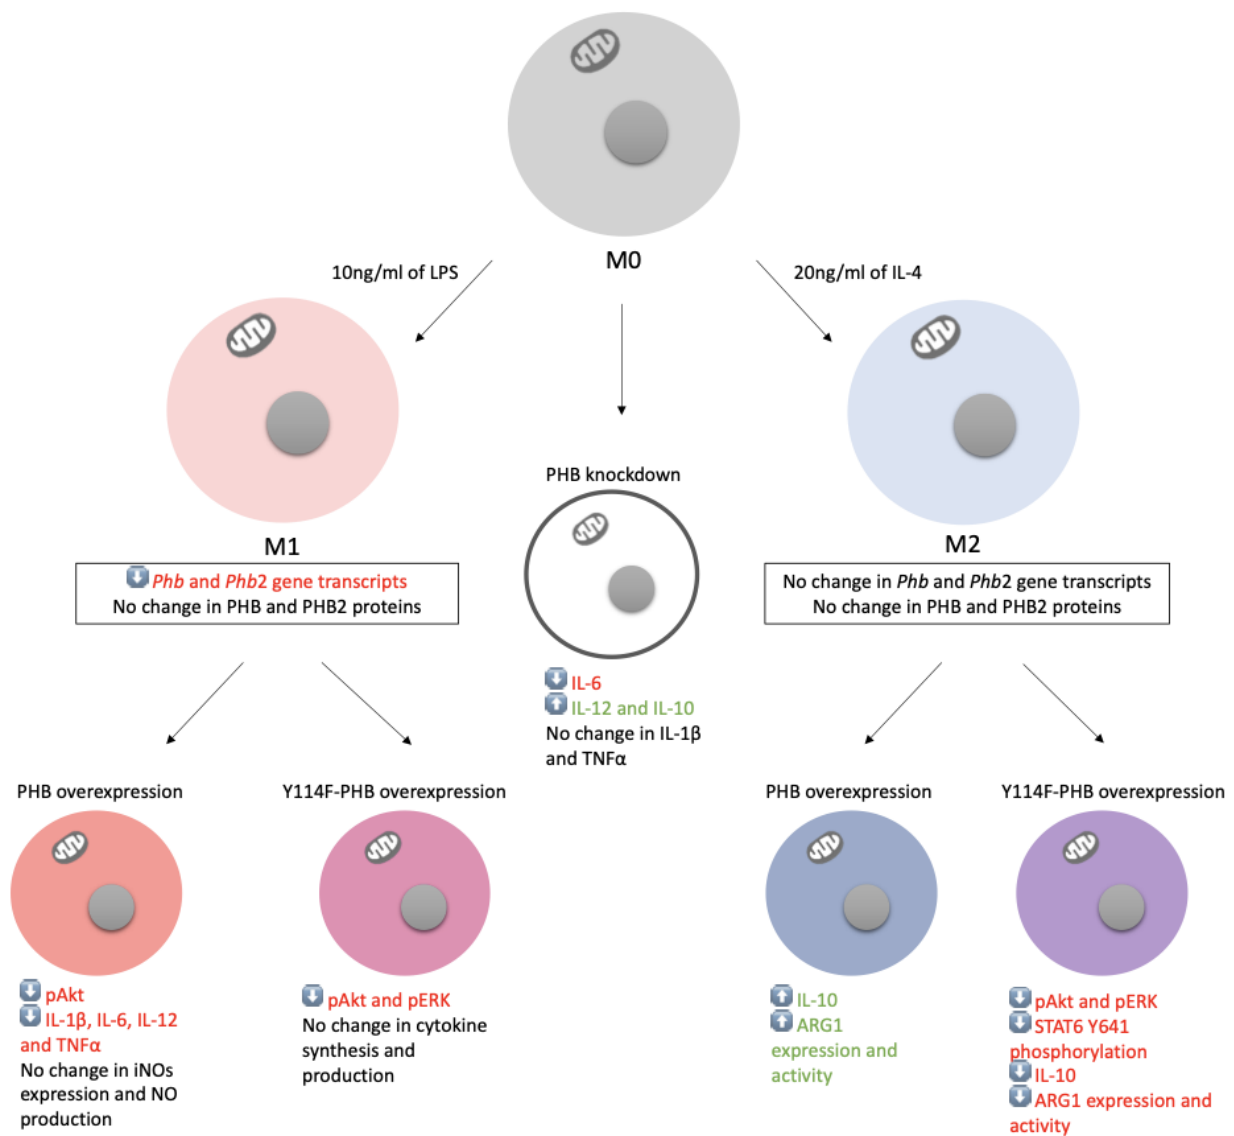 M0
10ng/ml of LPS
20ng/ml of IL-4
M1
Phb and Phb2 gene transcripts
No change in PHB and PHB2 proteins
PHB knockdown
IL-6
IL-12 and IL-10
No change in IL-1β
and TNFα
M2
No change in Phb and Phb2 gene transcripts
No change in PHB and PHB2 proteins
PHB overexpression
pAkt
IL-1β, IL-6, IL-12
and TNFα
No change in iNOs
expression and NO
production
Y114F-PHB overexpression
pAkt and pERK
No change in cytokine
synthesis and
production
PHB overexpression
IL-10
ARG1
expression and
activity
Y114F-PHB overexpression
pAkt and pERK
STAT6 Y641
phosphorylation
IL-10
ARG1 expression and
activity